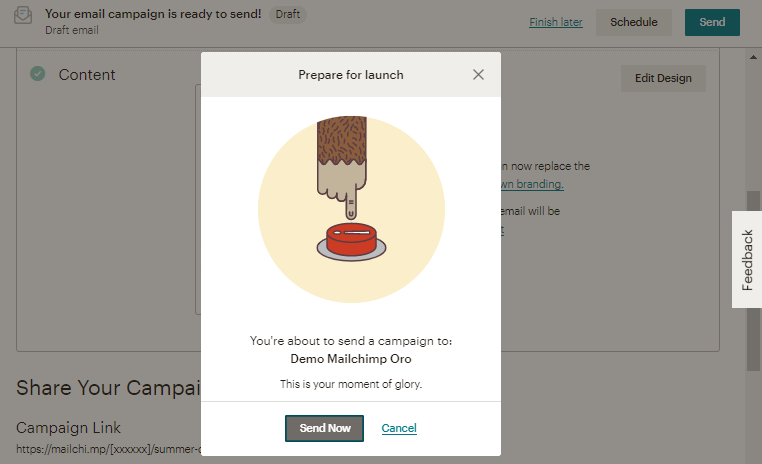 Your email campaign is ready to send! Draft
Draft email
Finish later
Schedule
Send
Content
Edit Design
Prepare for launch
now replace the
branding.
email will be
You're about to send a campaign to:
Demo Mailchimp Oro
This is your moment of glory.
Send Now
Cancel
Feedback
Share Your
Campaign Link
https://mailchi.mp/[xxxxxx]/summer-